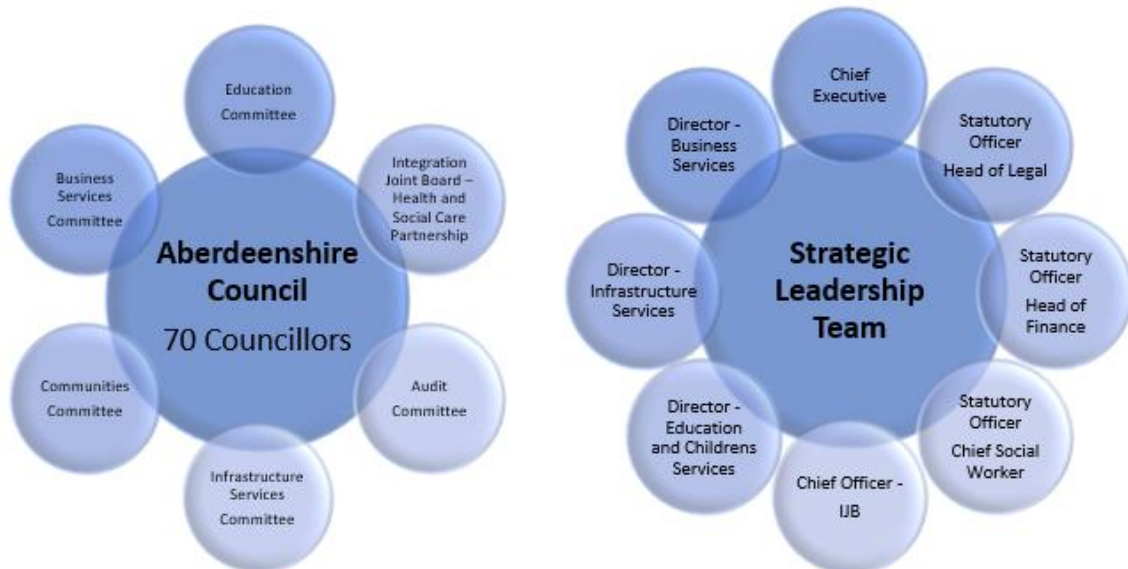 Education
Committee
Integration
Joint Board –
Health and
Social Care
Partnership
Audit
Committee
Infrastructure
Services
Committee
Communities
Committee
Business
Services
Committee
Aberdeenshire
Council
70 Councillors
Chief
Executive
Statutory
Officer
Head of Legal
Statutory
Officer
Head of
Finance
Statutory
Officer
Chief Social
Worker
Chief Officer -
IJB
Director -
Education
and Childrens
Services
Director -
Infrastructure
Services
Director -
Business
Services
Strategic
Leadership
Team